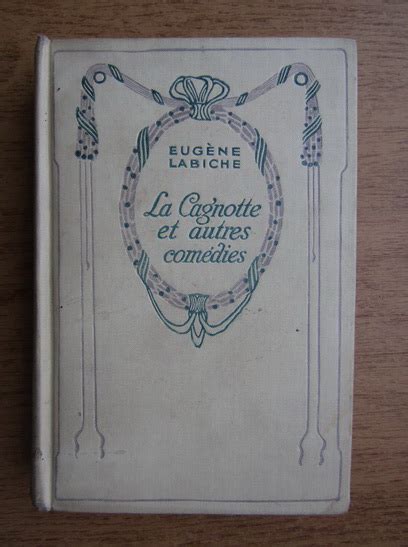 EUGÈNE
LABICHE
La Cagnotte
et autres
comédies